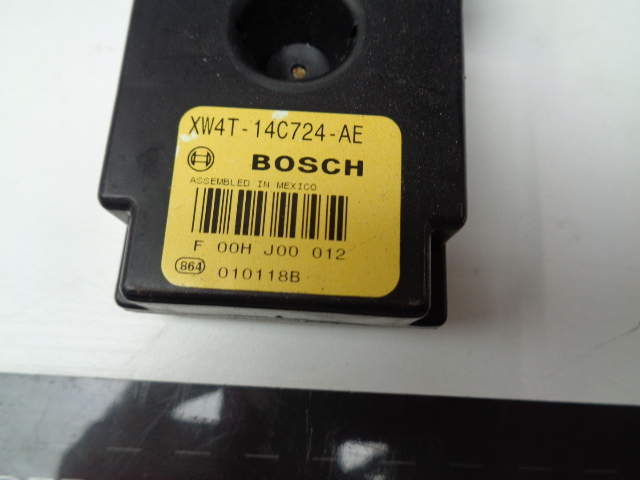 XW4T-14C724-AE
BOSCH
ASSEMBLED IN MEXICO
F 00H J00 012
864 010118B